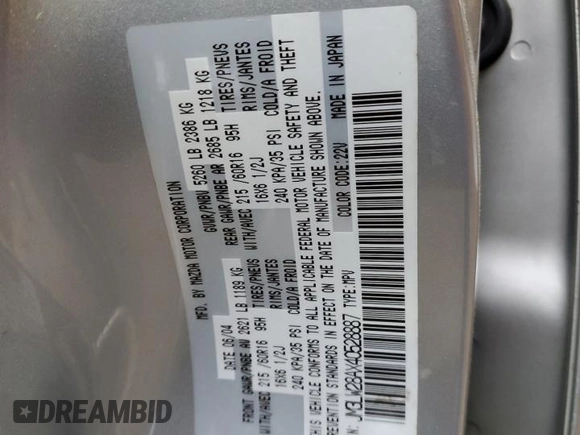 MFD. BY MAZDA MOTOR CORPORATION
DATE 06/04 GVWR/PNBV 5260 LB 2386 KG
FRONT GAWR/PNBE AV 2621 LB 1189 KG REAR GAWR/PNBE AR 2685 LB 1218 KG
WITH/AVEC 215 /60R16 95H TIRES/PNEUS WITH/AVEC 215 /60R16 95H TIRES/PNEUS
16X6 1/2J RIMS/JANTES 16X6 1/2J RIMS/JANTES
240 KPA/35 PSI COLD/A FROID 240 KPA/35 PSI COLD/A FROID
VEHICLE CONFORMS TO ALL APPLICABLE FEDERAL MOTOR VEHICLE SAFETY AND THEFT
PREVENTION STANDARDS IN EFFECT ON THE DATE OF MANUFACTURE SHOWN ABOVE.
JM3LW28AX40528887 TYPE:MPV COLOR CODE:22V MADE IN JAPAN
AUTOBIDCAR